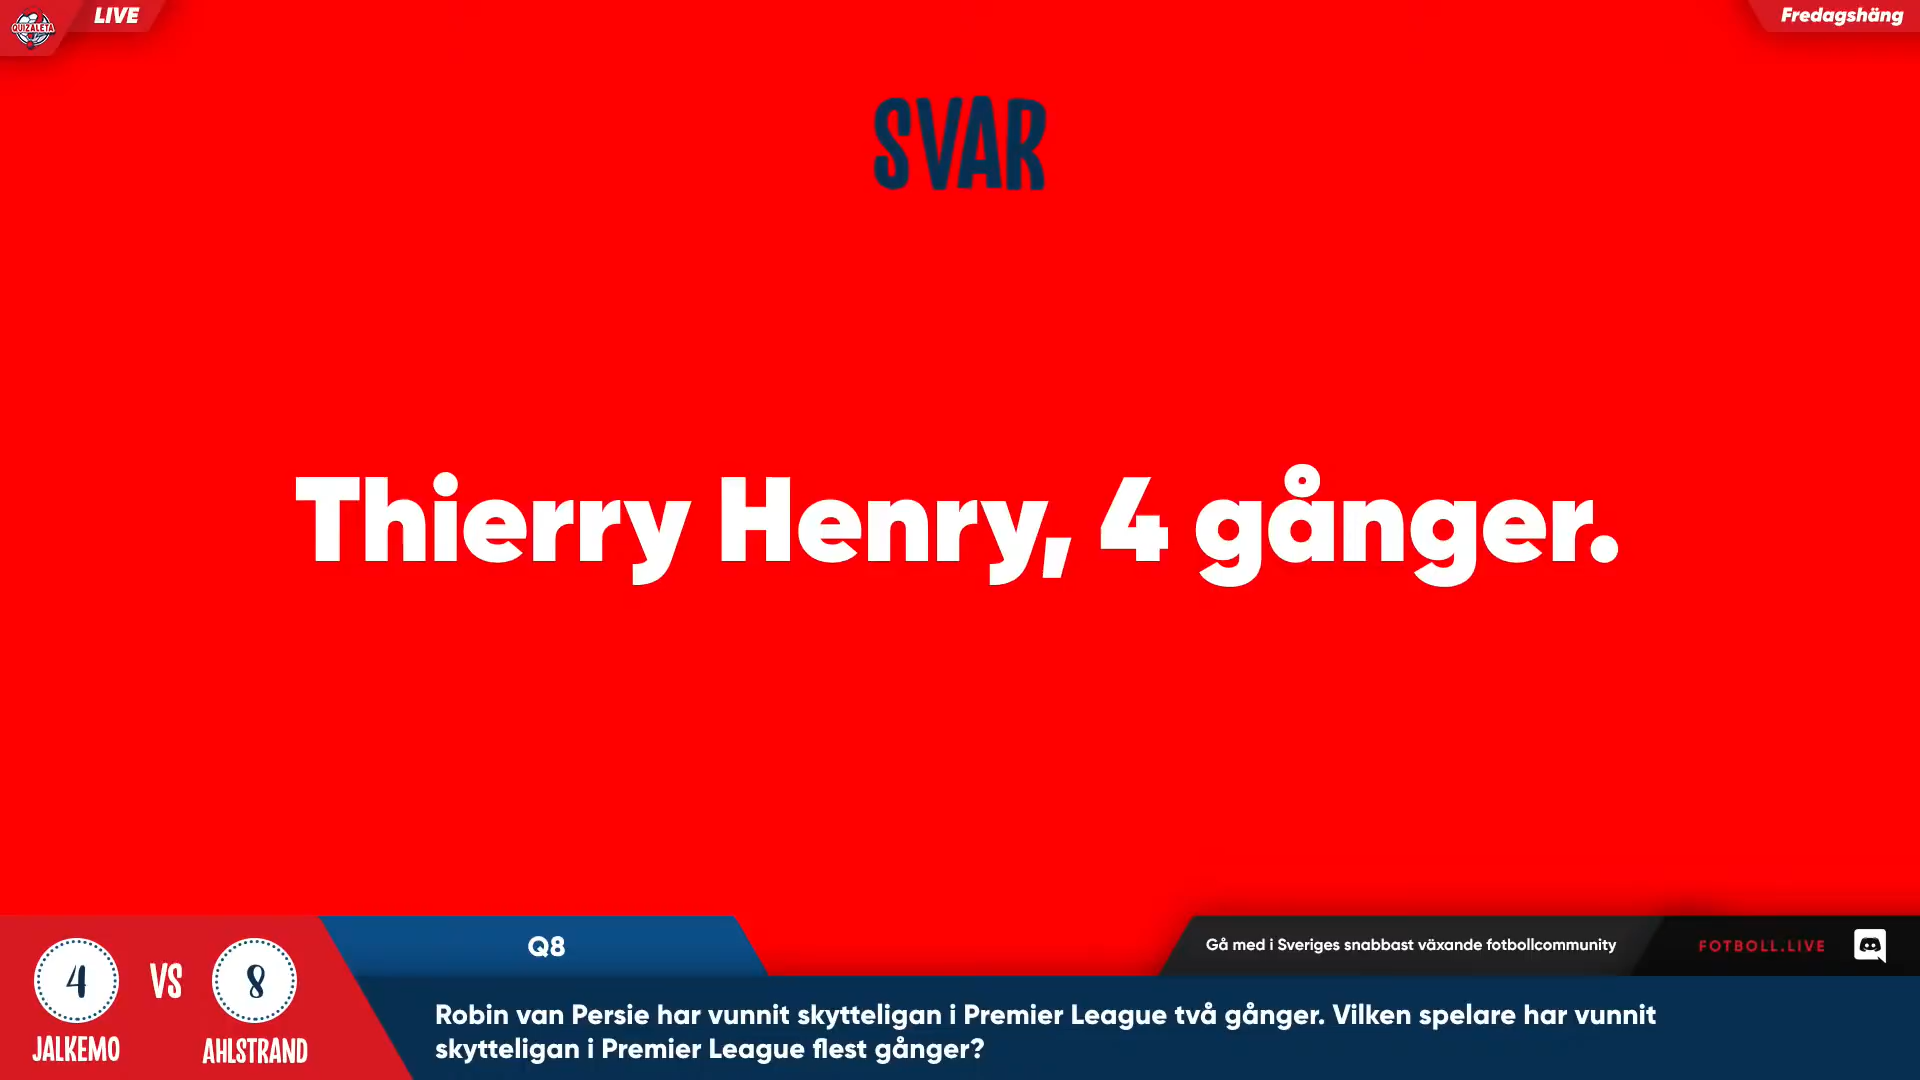 QUIZALETA
LIVE
Fredagshäng
SVAR
Thierry Henry, 4 gånger.
4
VS
8
JALKEMO
AHLSTRAND
Q8
Gå med i Sveriges snabbast växande fotbollcommunity
FOTBOLL.LIVE
Robin van Persie har vunnit skytteligan i Premier League två gånger. Vilken spelare har vunnit
skytteligan i Premier League flest gånger?